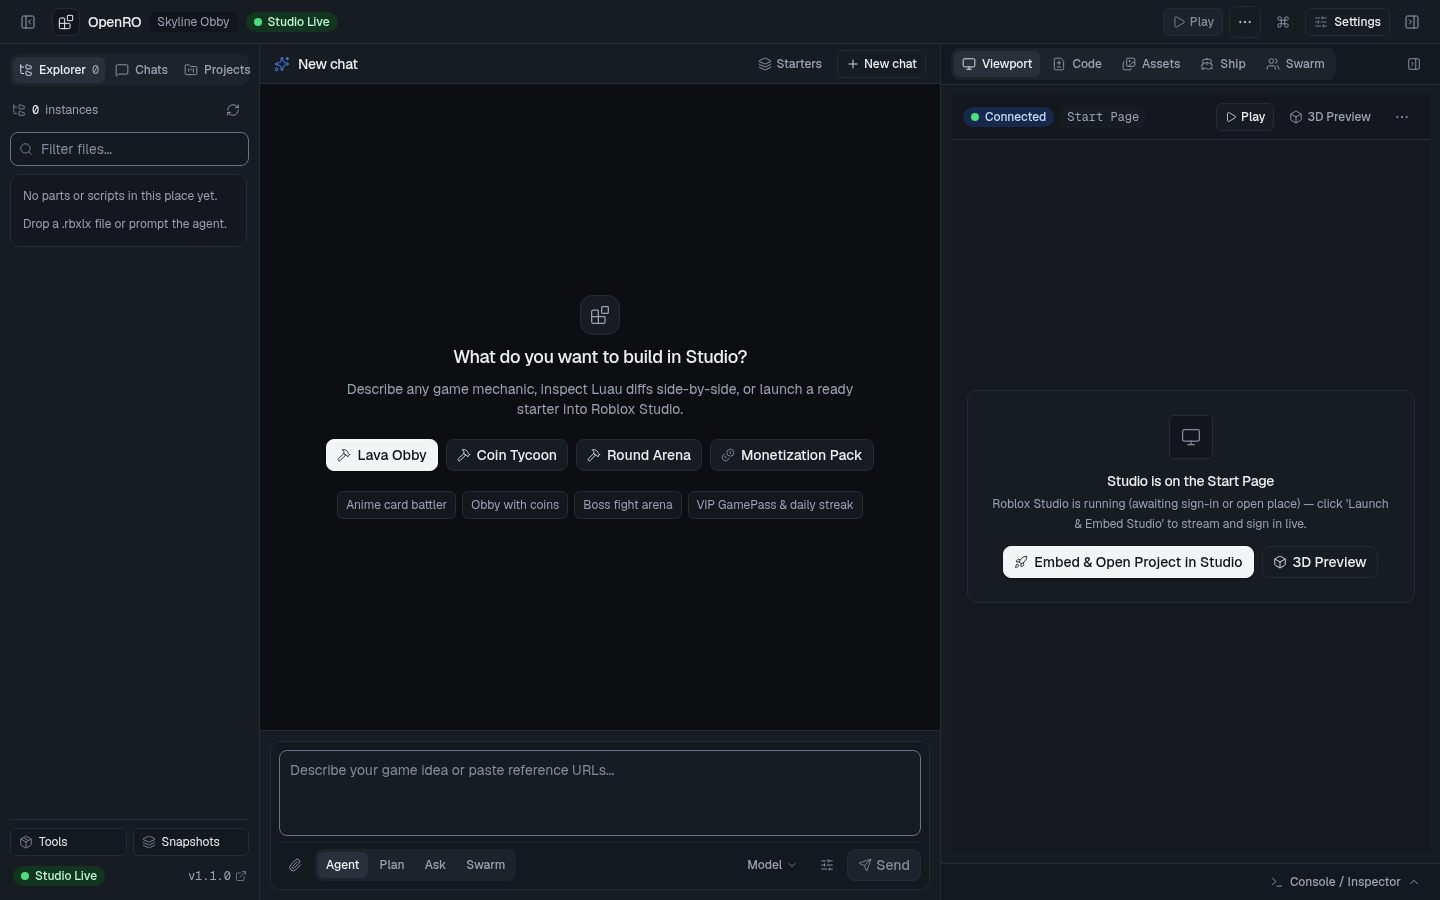 OpenRO Skyline Obby Studio Live Play Settings
Explorer 0 Chats Projects
0 instances
Filter files...
No parts or scripts in this place yet.
Drop a .rbxlx file or prompt the agent.
Tools Snapshots
Studio Live v1.1.0
New chat Starters New chat
What do you want to build in Studio?
Describe any game mechanic, inspect Luau diffs side-by-side, or launch a ready
starter into Roblox Studio.
Lava Obby Coin Tycoon Round Arena Monetization Pack
Anime card battler Obby with coins Boss fight arena VIP GamePass & daily streak
Describe your game idea or paste reference URLs...
Agent Plan Ask Swarm Model Send
Viewport Code Assets Ship Swarm
Connected Start Page Play 3D Preview
Studio is on the Start Page
Roblox Studio is running (awaiting sign-in or open place) — click 'Launch
& Embed Studio' to stream and sign in live.
Embed & Open Project in Studio 3D Preview
Console / Inspector